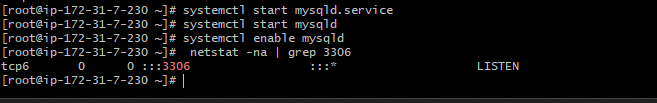 [root@ip-172-31-7-230 ~]# systemctl start mysqld.service
[root@ip-172-31-7-230 ~]# systemctl start mysqld
[root@ip-172-31-7-230 ~]# systemctl enable mysqld
[root@ip-172-31-7-230 ~]#  netstat -na | grep 3306
tcp6       0      0 :::3306                 :::*                    LISTEN
[root@ip-172-31-7-230 ~]#